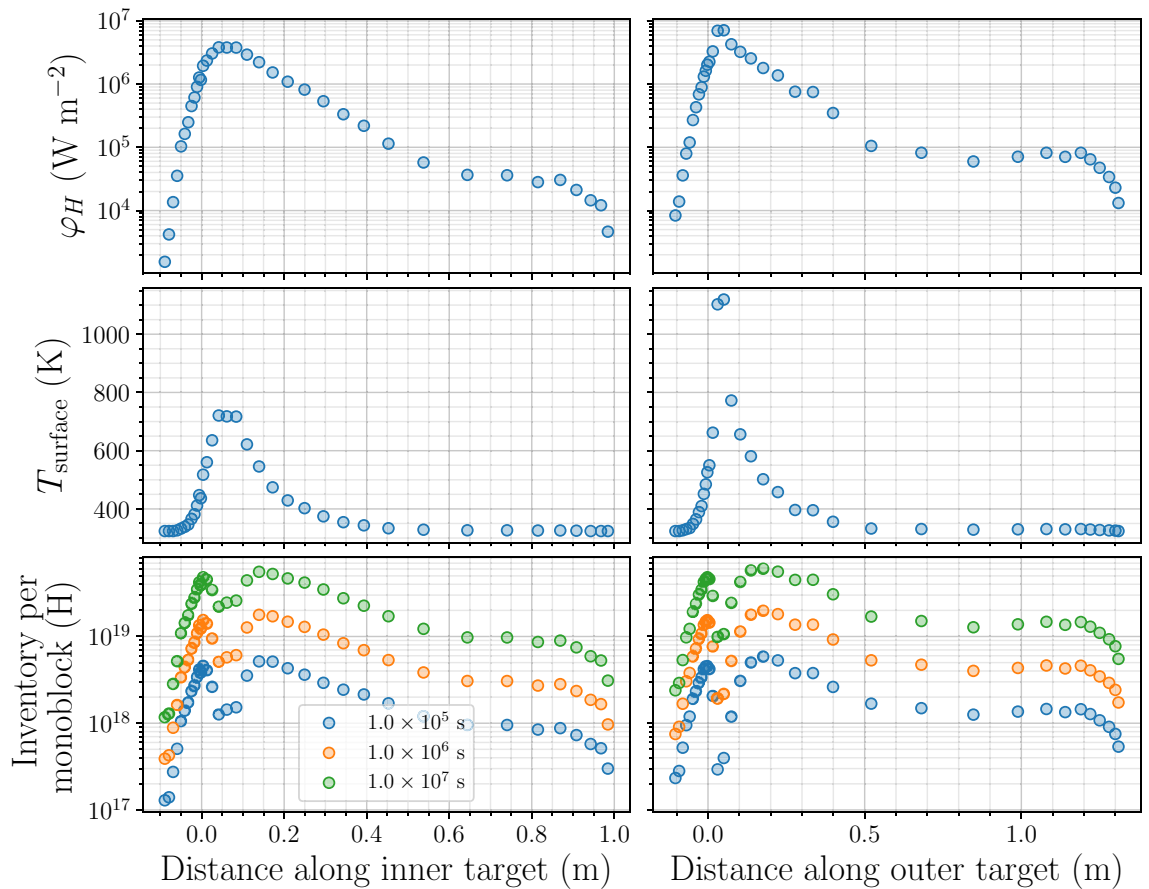 10^7
10^6
10^5
10^4
φ_H (W m^−2)
1000
800
600
400
T_surface (K)
10^19
10^18
10^17
Inventory per
monoblock (H)
1.0 × 10^5 s
1.0 × 10^6 s
1.0 × 10^7 s
0.0 0.2 0.4 0.6 0.8 1.0
0.0 0.5 1.0
Distance along inner target (m)
Distance along outer target (m)